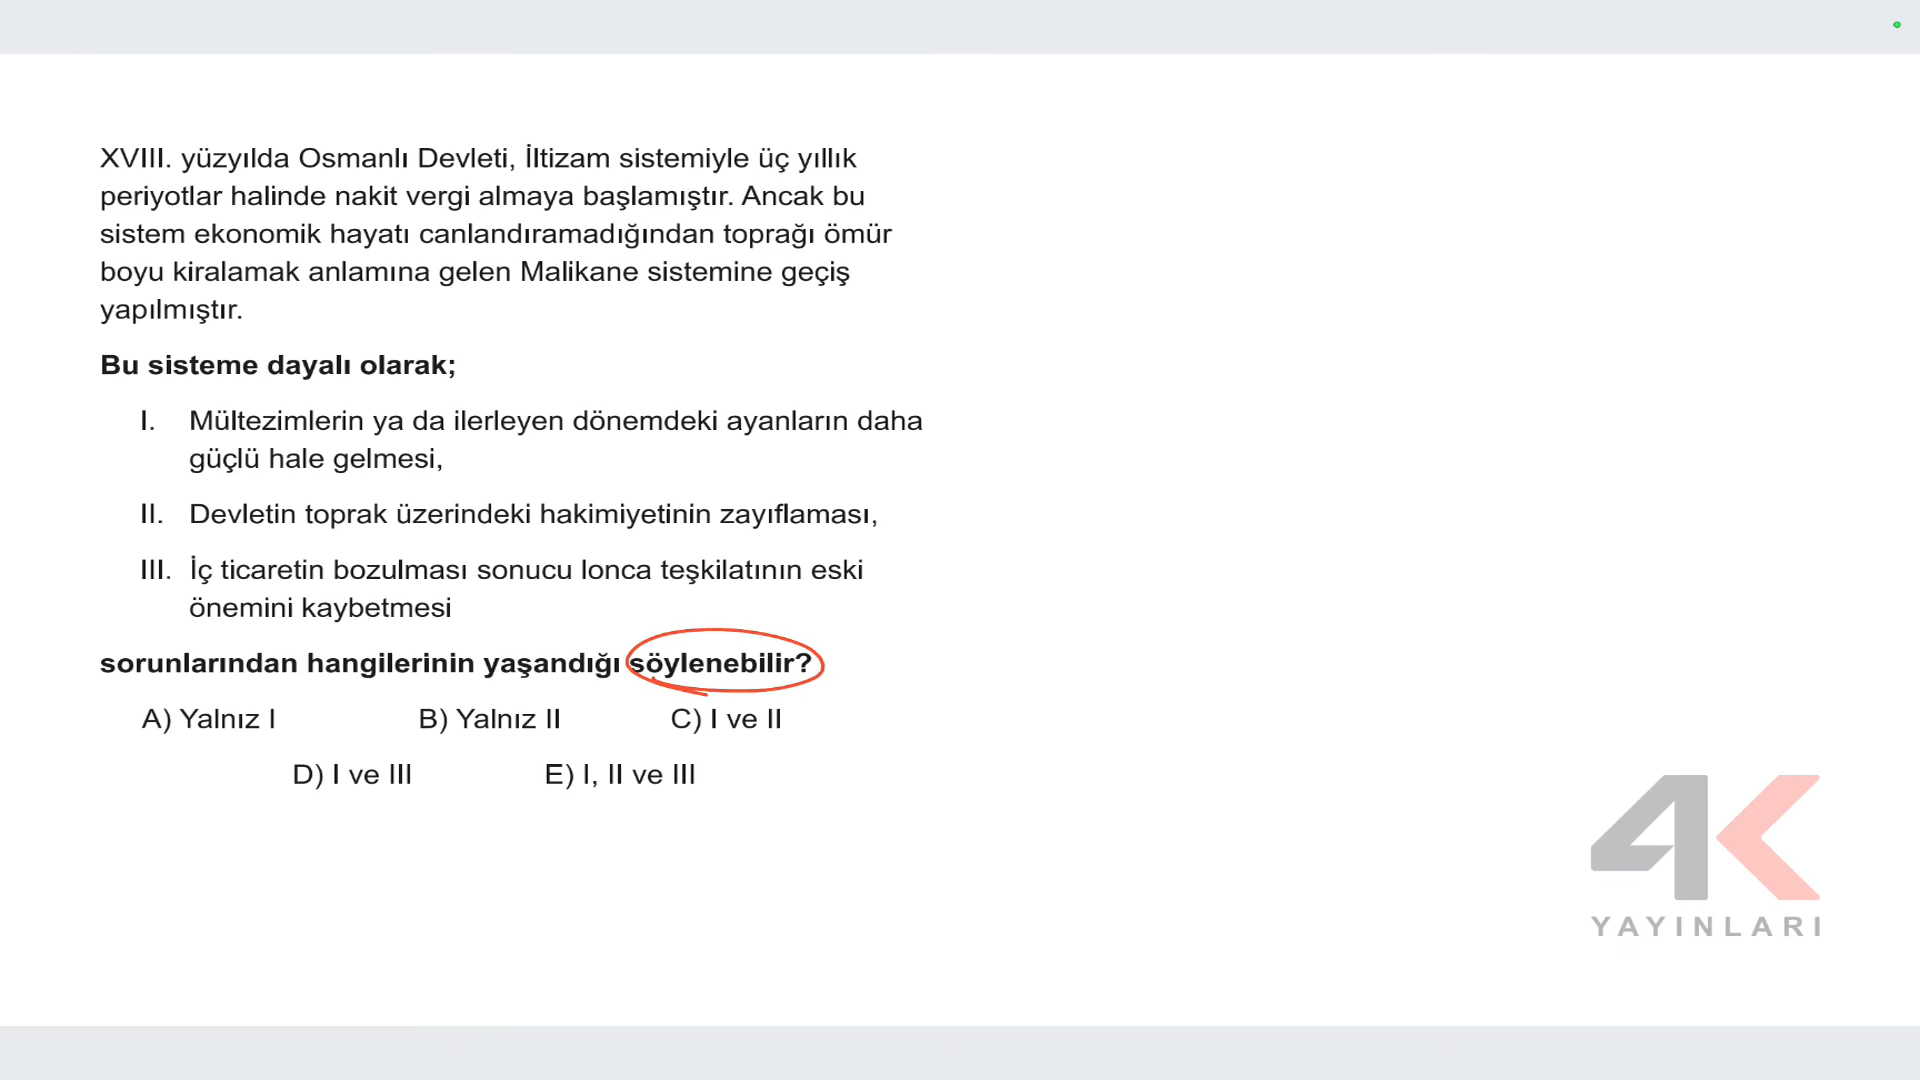 XVIII. yüzyılda Osmanlı Devleti, İltizam sistemiyle üç yıllık
periyotlar halinde nakit vergi almaya başlamıştır. Ancak bu
sistem ekonomik hayatı canlandıramadığından toprağı ömür
boyu kiralamak anlamına gelen Malikane sistemine geçiş
yapılmıştır.
Bu sisteme dayalı olarak;
I. Mültezimlerin ya da ilerleyen dönemdeki ayanların daha
güçlü hale gelmesi,
II. Devletin toprak üzerindeki hakimiyetinin zayıflaması,
III. İç ticaretin bozulması sonucu lonca teşkilatının eski
önemini kaybetmesi
sorunlarından hangilerinin yaşandığı söylenebilir?
A) Yalnız I B) Yalnız II C) I ve II
D) I ve III E) I, II ve III
4K
YAYINLARI